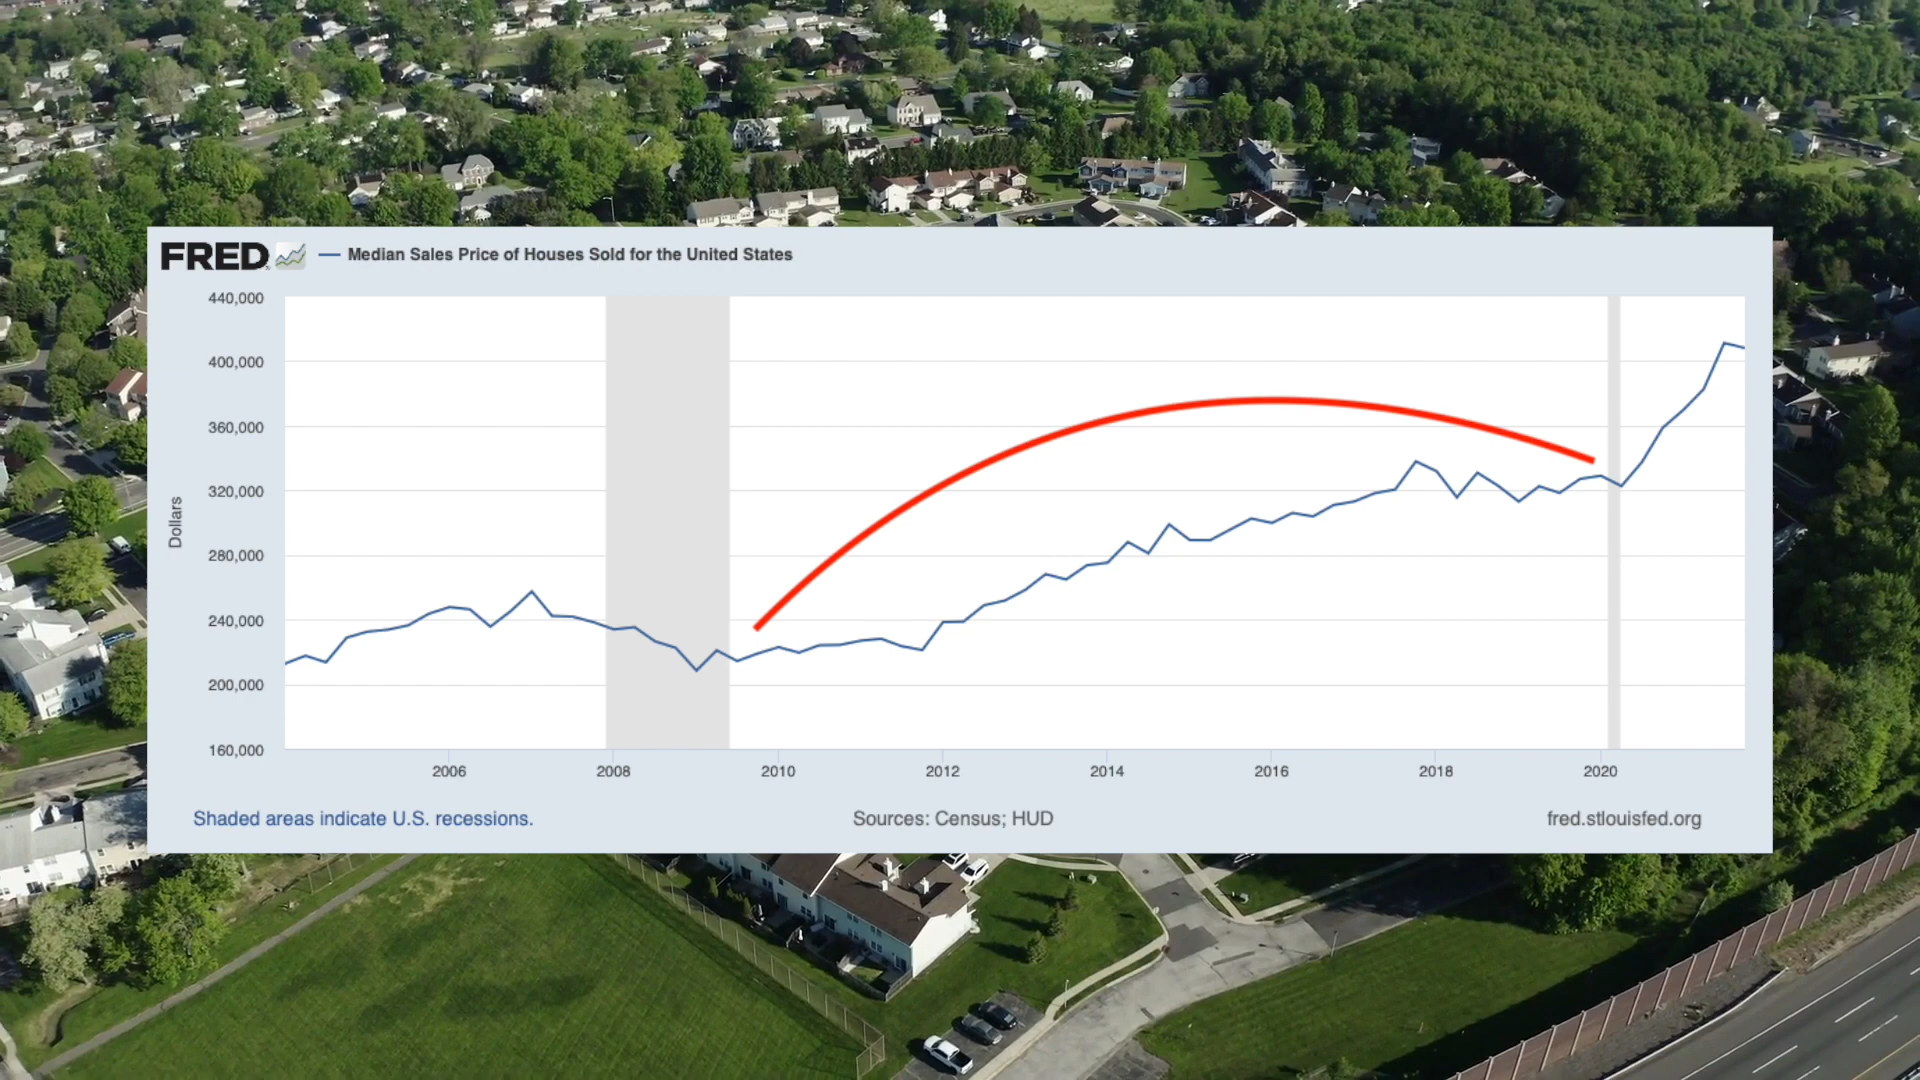 FRED
Median Sales Price of Houses Sold for the United States
440,000
400,000
360,000
320,000
280,000
240,000
200,000
160,000
Dollars
2006 2008 2010 2012 2014 2016 2018 2020
Shaded areas indicate U.S. recessions.
Sources: Census; HUD
fred.stlouisfed.org